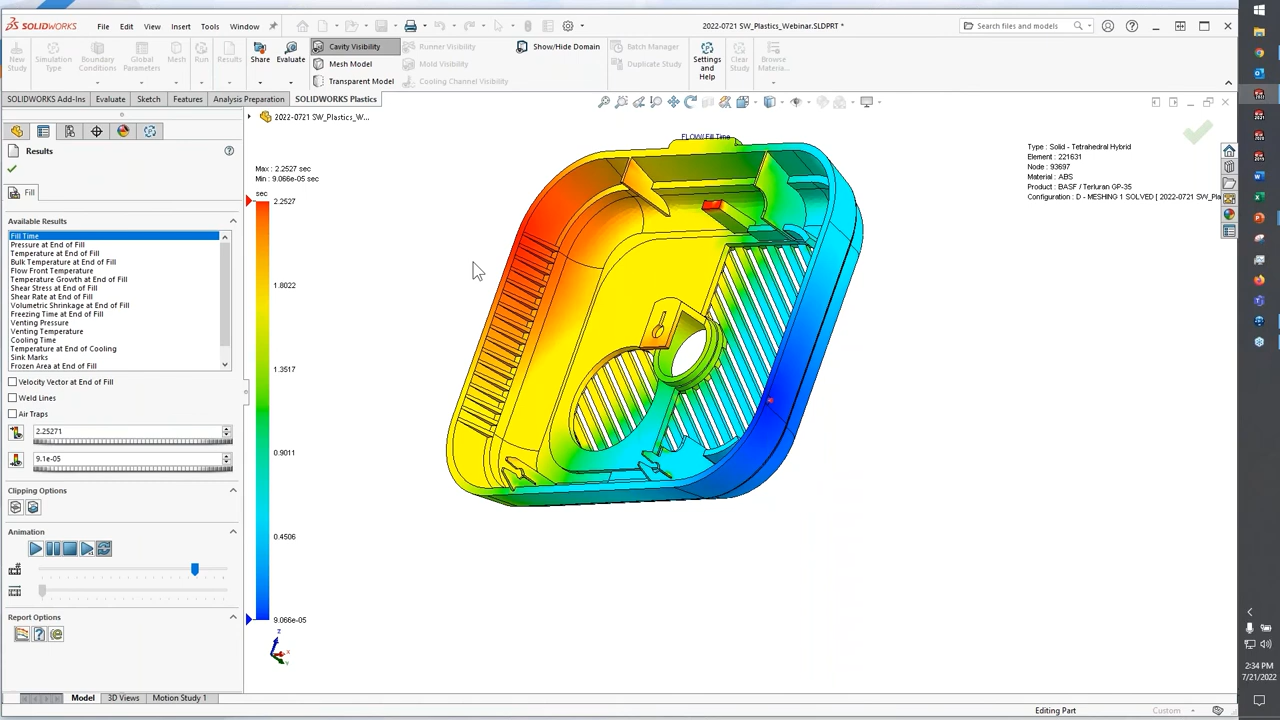 SOLIDWORKS File Edit View Insert Tools Window 2022-0721 SW_Plastics_Webinar.SLDPRT * Search files and models
New Study
Simulation Type
Boundary Conditions
Global Parameters
Mesh
Run
Results
Share
Evaluate
Cavity Visibility
Mesh Model
Transparent Model
Runner Visibility
Mold Visibility
Cooling Channel Visibility
Show/Hide Domain
Batch Manager
Duplicate Study
Settings and Help
Clear Study
Browse Materia...
SOLIDWORKS Add-Ins Evaluate Sketch Features Analysis Preparation SOLIDWORKS Plastics
2022-0721 SW_Plastics_W...
Results
Fill
Available Results
Fill Time
Pressure at End of Fill
Temperature at End of Fill
Bulk Temperature at End of Fill
Flow Front Temperature
Temperature Growth at End of Fill
Shear Stress at End of Fill
Shear Rate at End of Fill
Volumetric Shrinkage at End of Fill
Freezing Time at End of Fill
Venting Pressure
Venting Temperature
Cooling Time
Temperature at End of Cooling
Sink Marks
Frozen Area at End of Fill
Velocity Vector at End of Fill
Weld Lines
Air Traps
2.25271
9.1e-05
Clipping Options
Animation
Report Options
Max : 2.2527 sec
Min : 9.066e-05 sec
sec
2.2527
1.8022
1.3517
0.9011
0.4506
9.066e-05
z
x
y
FLOW/ Fill Time
Type : Solid - Tetrahedral Hybrid
Element : 221631
Node : 93697
Material : ABS
Product : BASF / Terluran GP-35
Configuration : D - MESHING 1 SOLVED [ 2022-0721 SW_Pla
Model 3D Views Motion Study 1
Editing Part Custom
2:34 PM
7/21/2022